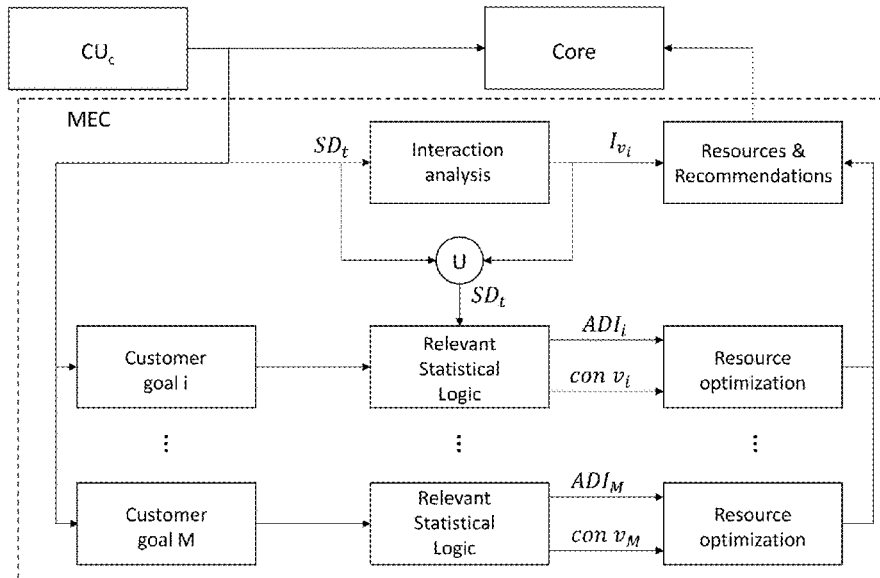 CU_c
Core
MEC
SD_t
Interaction
analysis
I_{v_i}
Resources &
Recommendations
U
SD_t
Customer
goal i
Relevant
Statistical
Logic
ADI_i
con v_i
Resource
optimization
⋮
⋮
⋮
Customer
goal M
Relevant
Statistical
Logic
ADI_M
con v_M
Resource
optimization